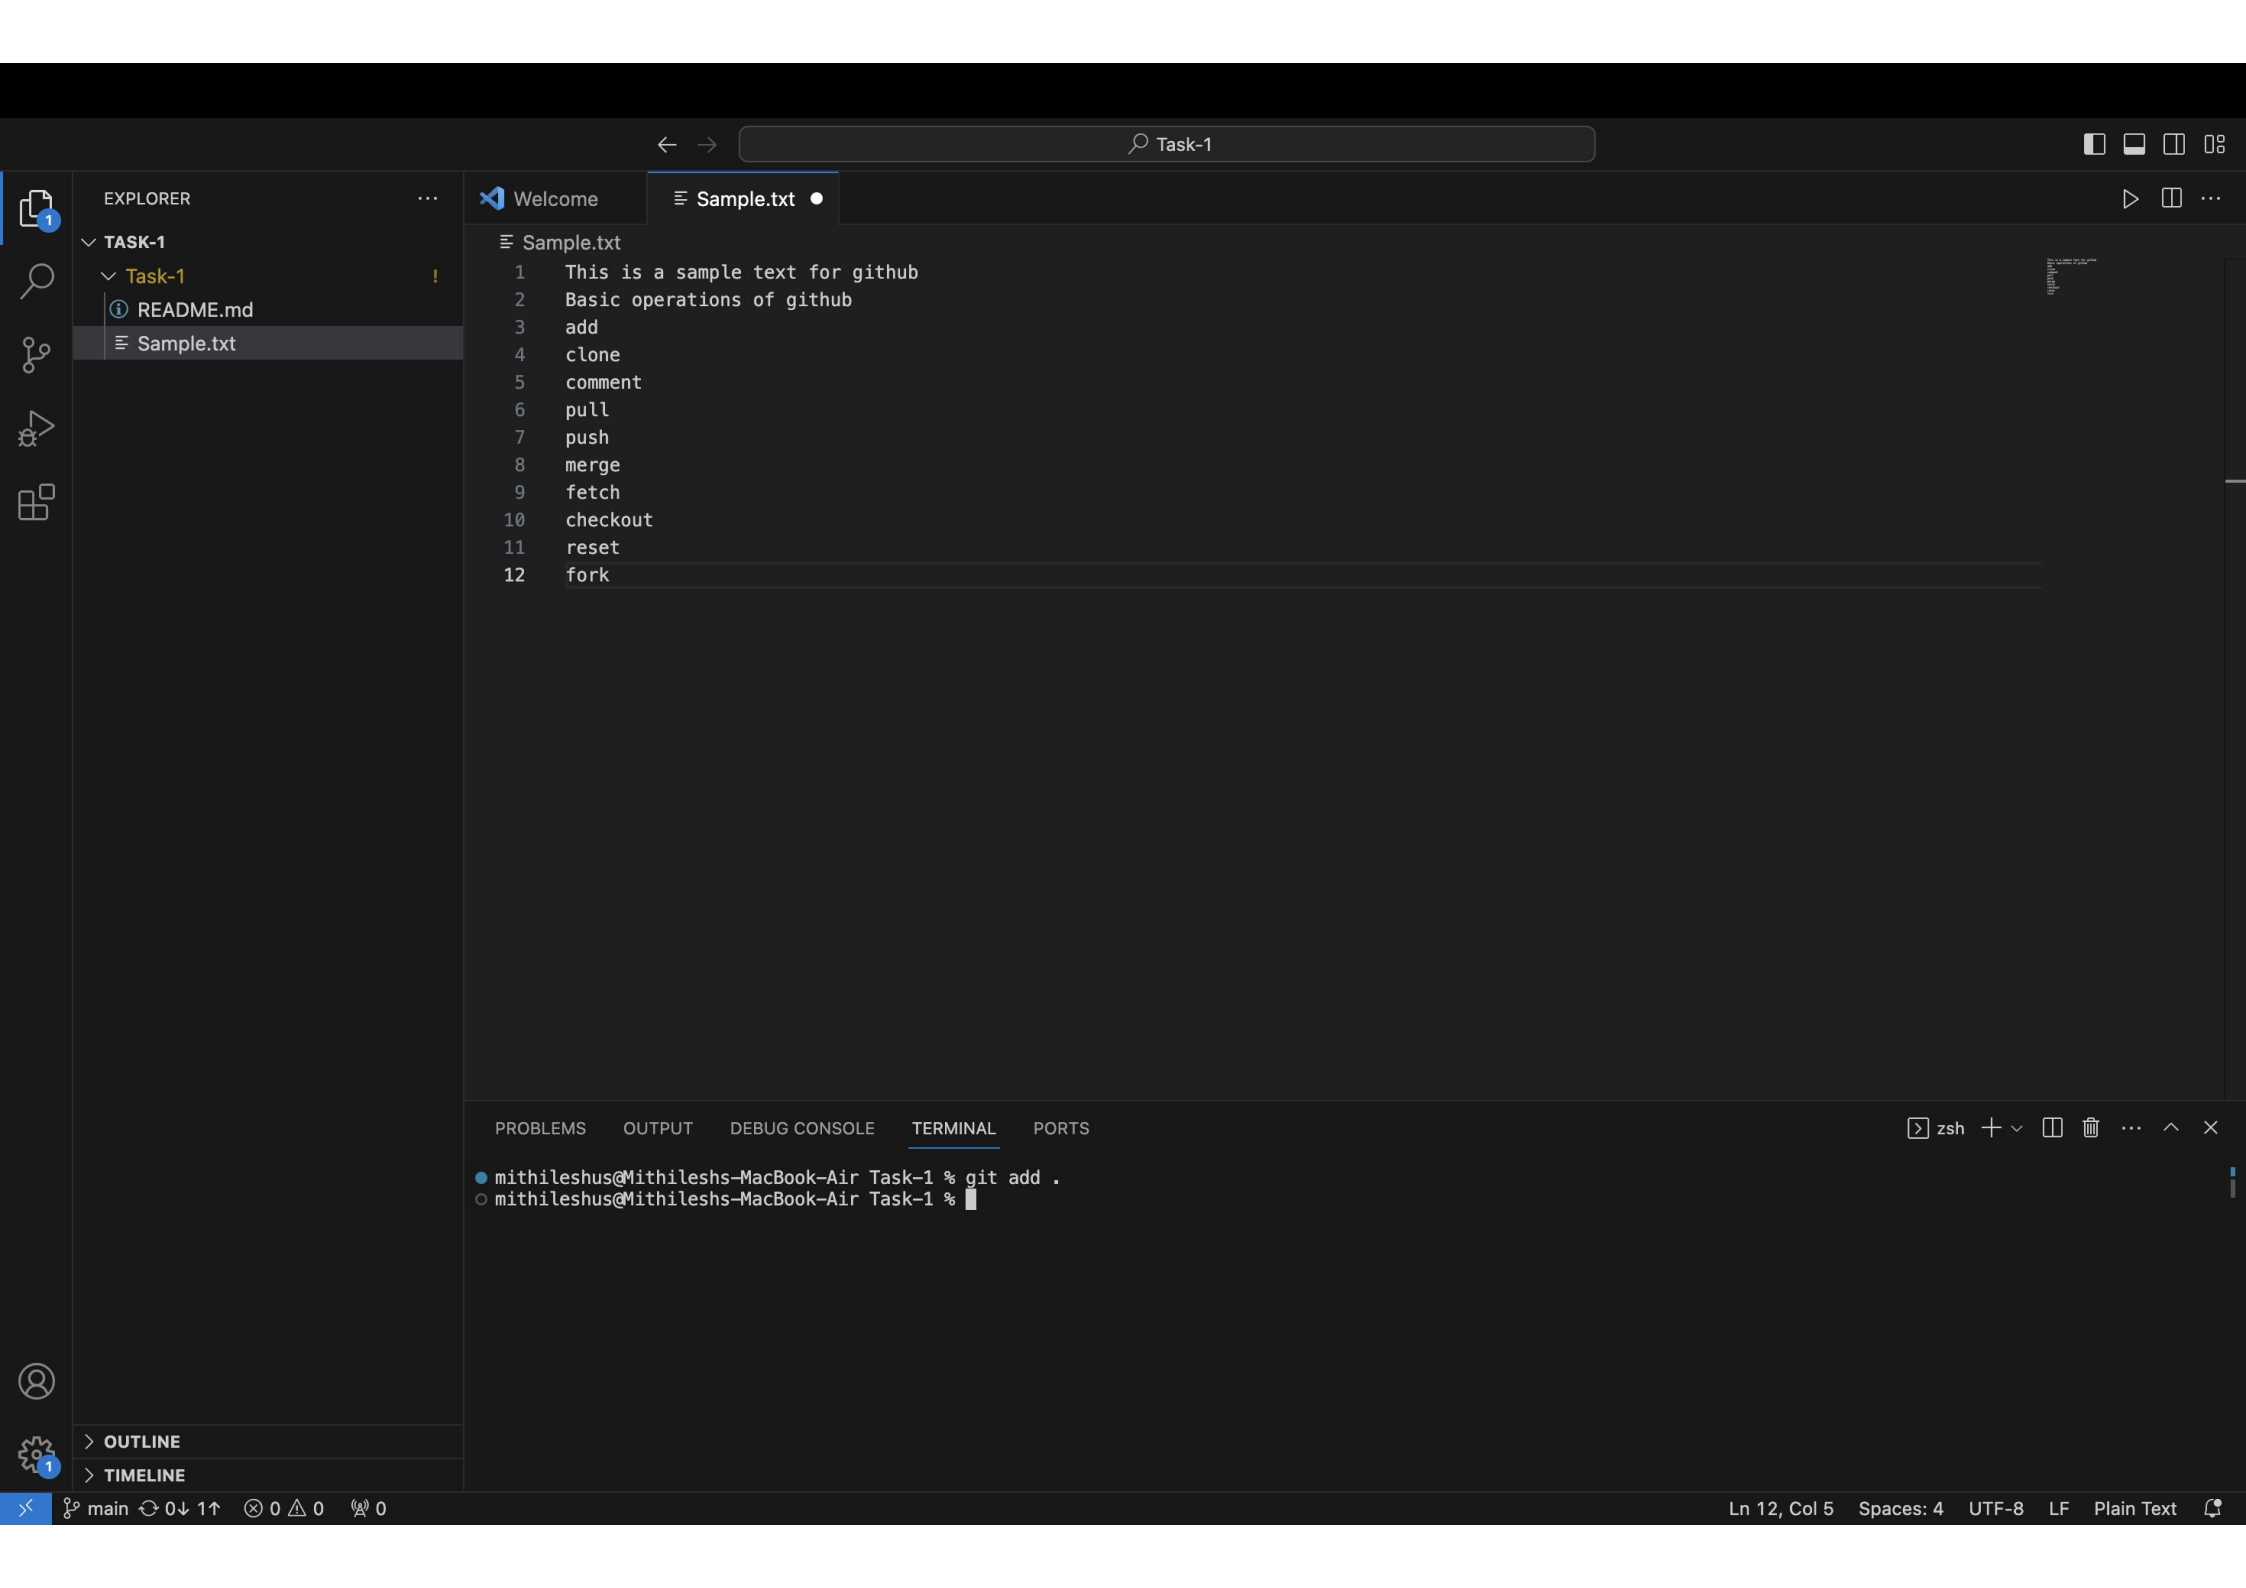 Task-1
EXPLORER
Welcome
Sample.txt
1
TASK-1
Sample.txt
Task-1 !
README.md
Sample.txt
1 This is a sample text for github
2 Basic operations of github
3 add
4 clone
5 comment
6 pull
7 push
8 merge
9 fetch
10 checkout
11 reset
12 fork
PROBLEMS OUTPUT DEBUG CONSOLE TERMINAL PORTS
zsh
mithileshus@Mithileshs-MacBook-Air Task-1 % git add .
mithileshus@Mithileshs-MacBook-Air Task-1 %
OUTLINE
1
TIMELINE
main 0↓ 1↑ 0 0 0
Ln 12, Col 5 Spaces: 4 UTF-8 LF Plain Text